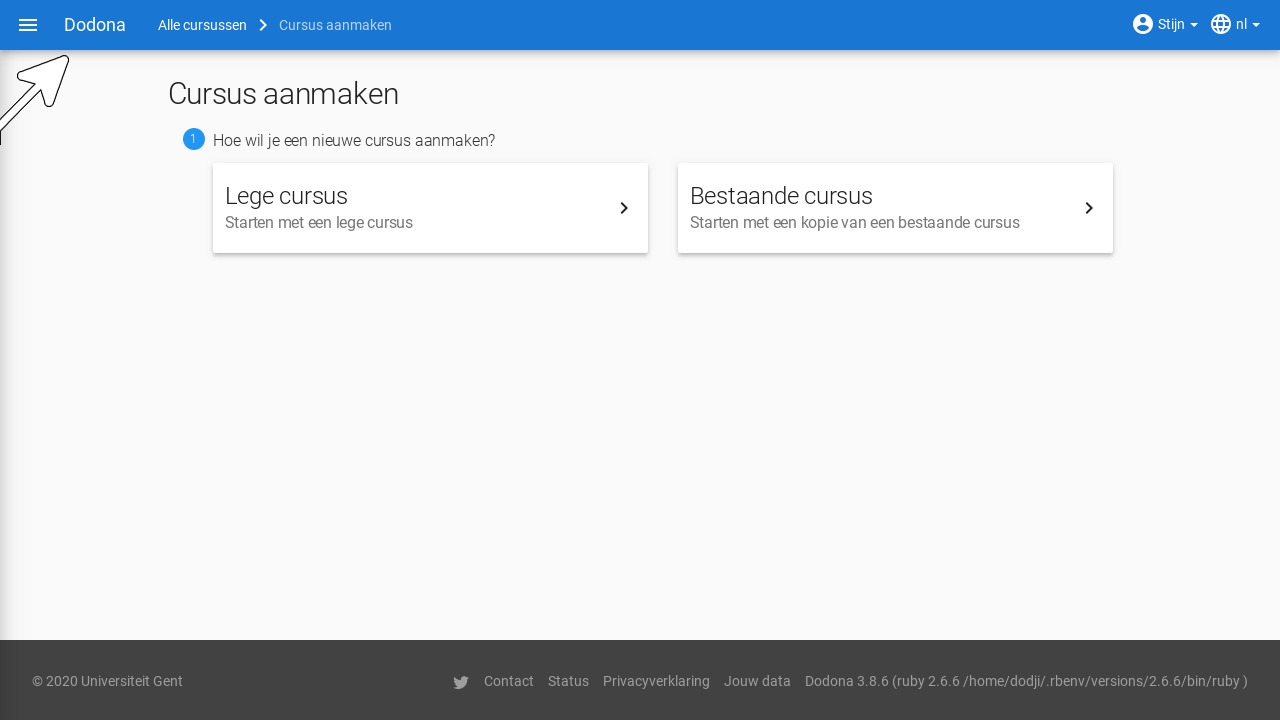 Dodona
Alle cursussen
Cursus aanmaken
Stijn
nl
Cursus aanmaken
1
Hoe wil je een nieuwe cursus aanmaken?
Lege cursus
Starten met een lege cursus
Bestaande cursus
Starten met een kopie van een bestaande cursus
© 2020 Universiteit Gent
Contact
Status
Privacyverklaring
Jouw data
Dodona 3.8.6 (ruby 2.6.6 /home/dodji/.rbenv/versions/2.6.6/bin/ruby )